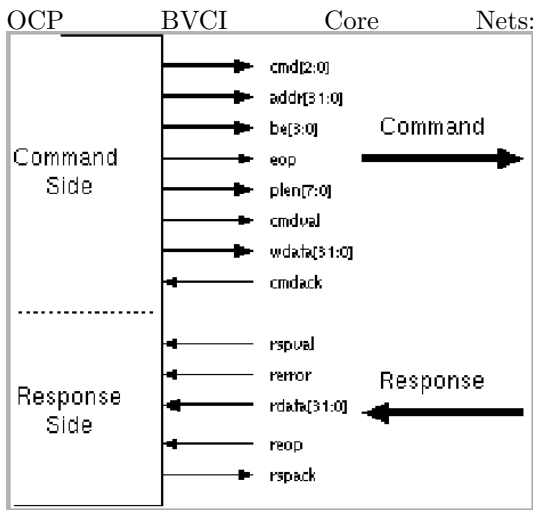 OCP BVCI Core Nets:
cmd[2:0]
addr[31:0]
be[3:0]
Command
Command
Side
eop
plen[7:0]
cmdval
wdata[31:0]
cmdack
rspval
rerror
Response
Response
Side
rdata[31:0]
reop
rspack